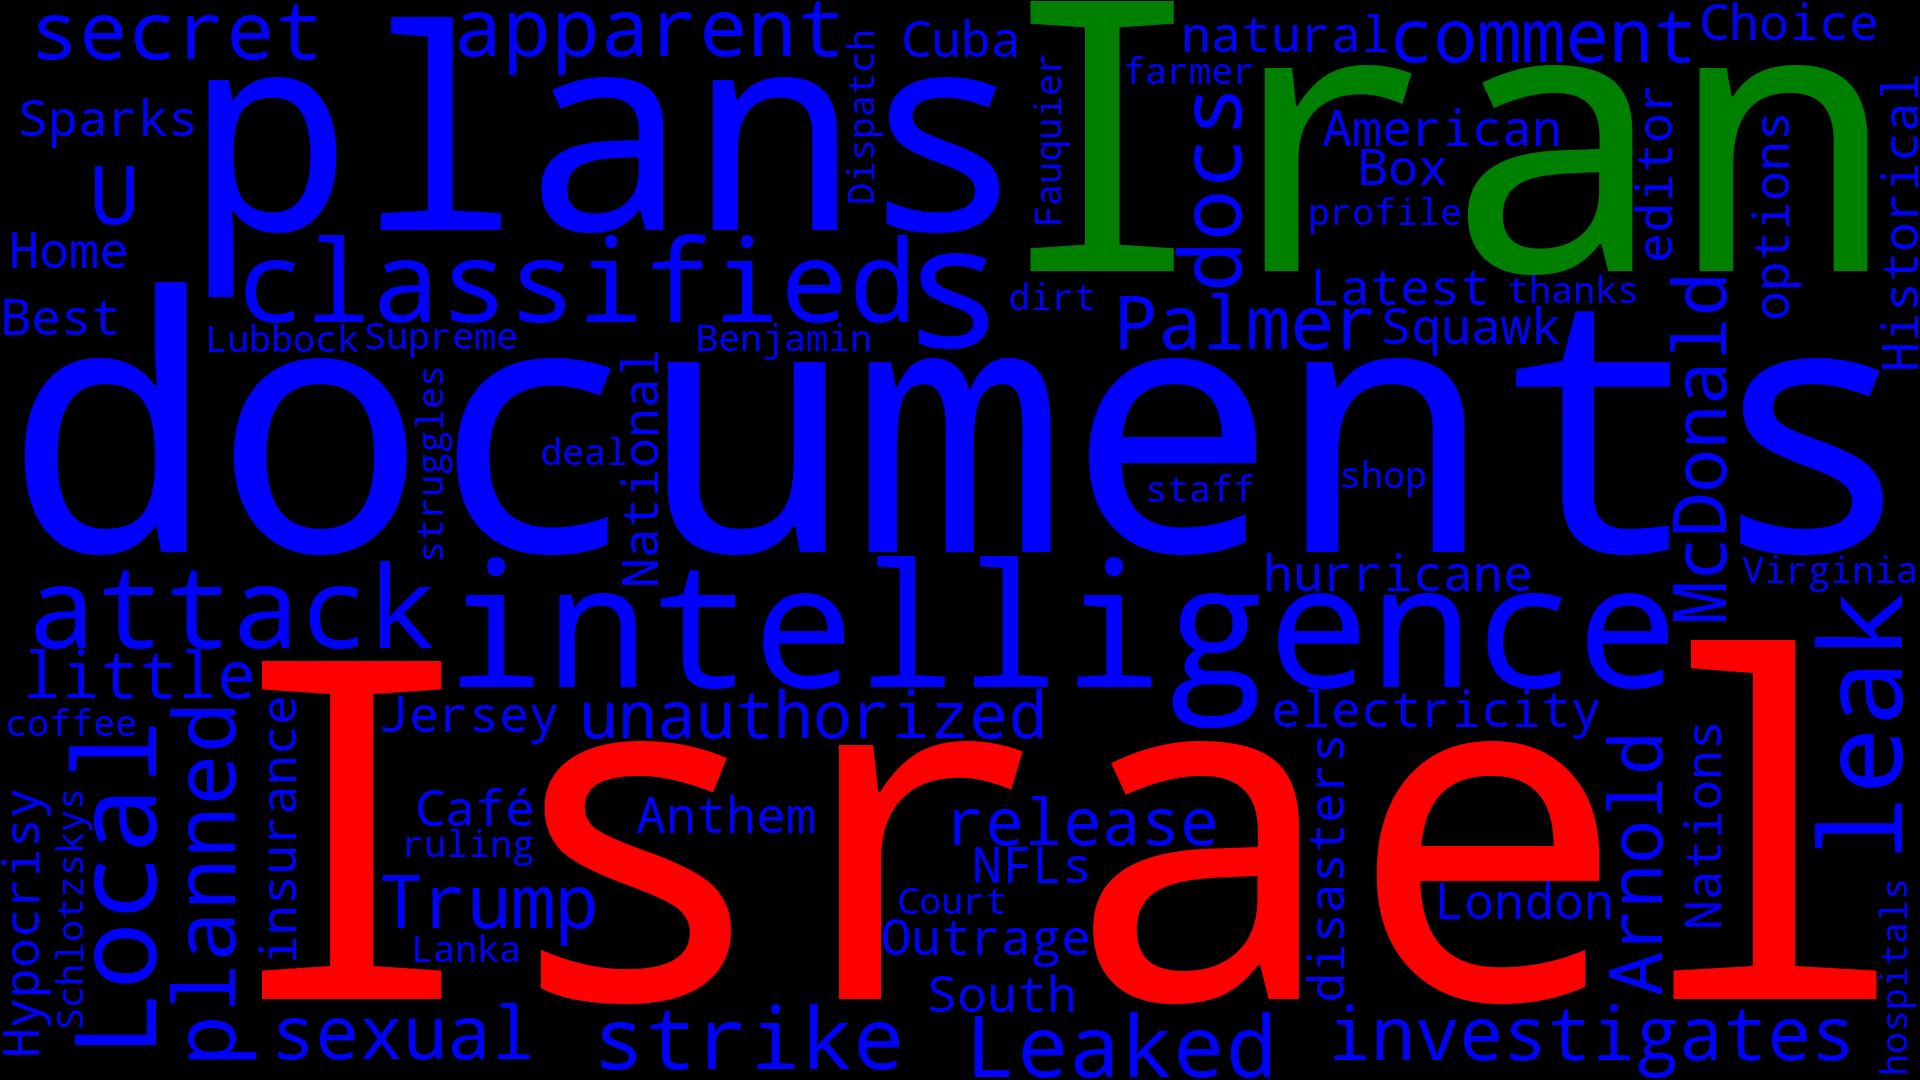 secret
apparent
Cuba
natural
comment
Choice
plans
Iran
Dispatch
Fauquier
farmer
docs
American
Box
profile
editor
options
Historical
Sparks
U
Home
Best
classified
s
dirt
Latest
thanks
Palmer
Squawk
McDonald
Lubbock
Supreme
Benjamin
documents
struggles
National
deal
staff
shop
attack
intelligence
hurricane
Virginia
leak
little
Israel
coffee
Jersey
unauthorized
electricity
Local
planned
insurance
Hypocrisy
Schlotzskys
Café
ruling
Anthem
release
NFLs
disasters
Arnold
Nations
Trump
Court
London
Lanka
Outrage
South
hospitals
sexual
strike
Leaked
investigates